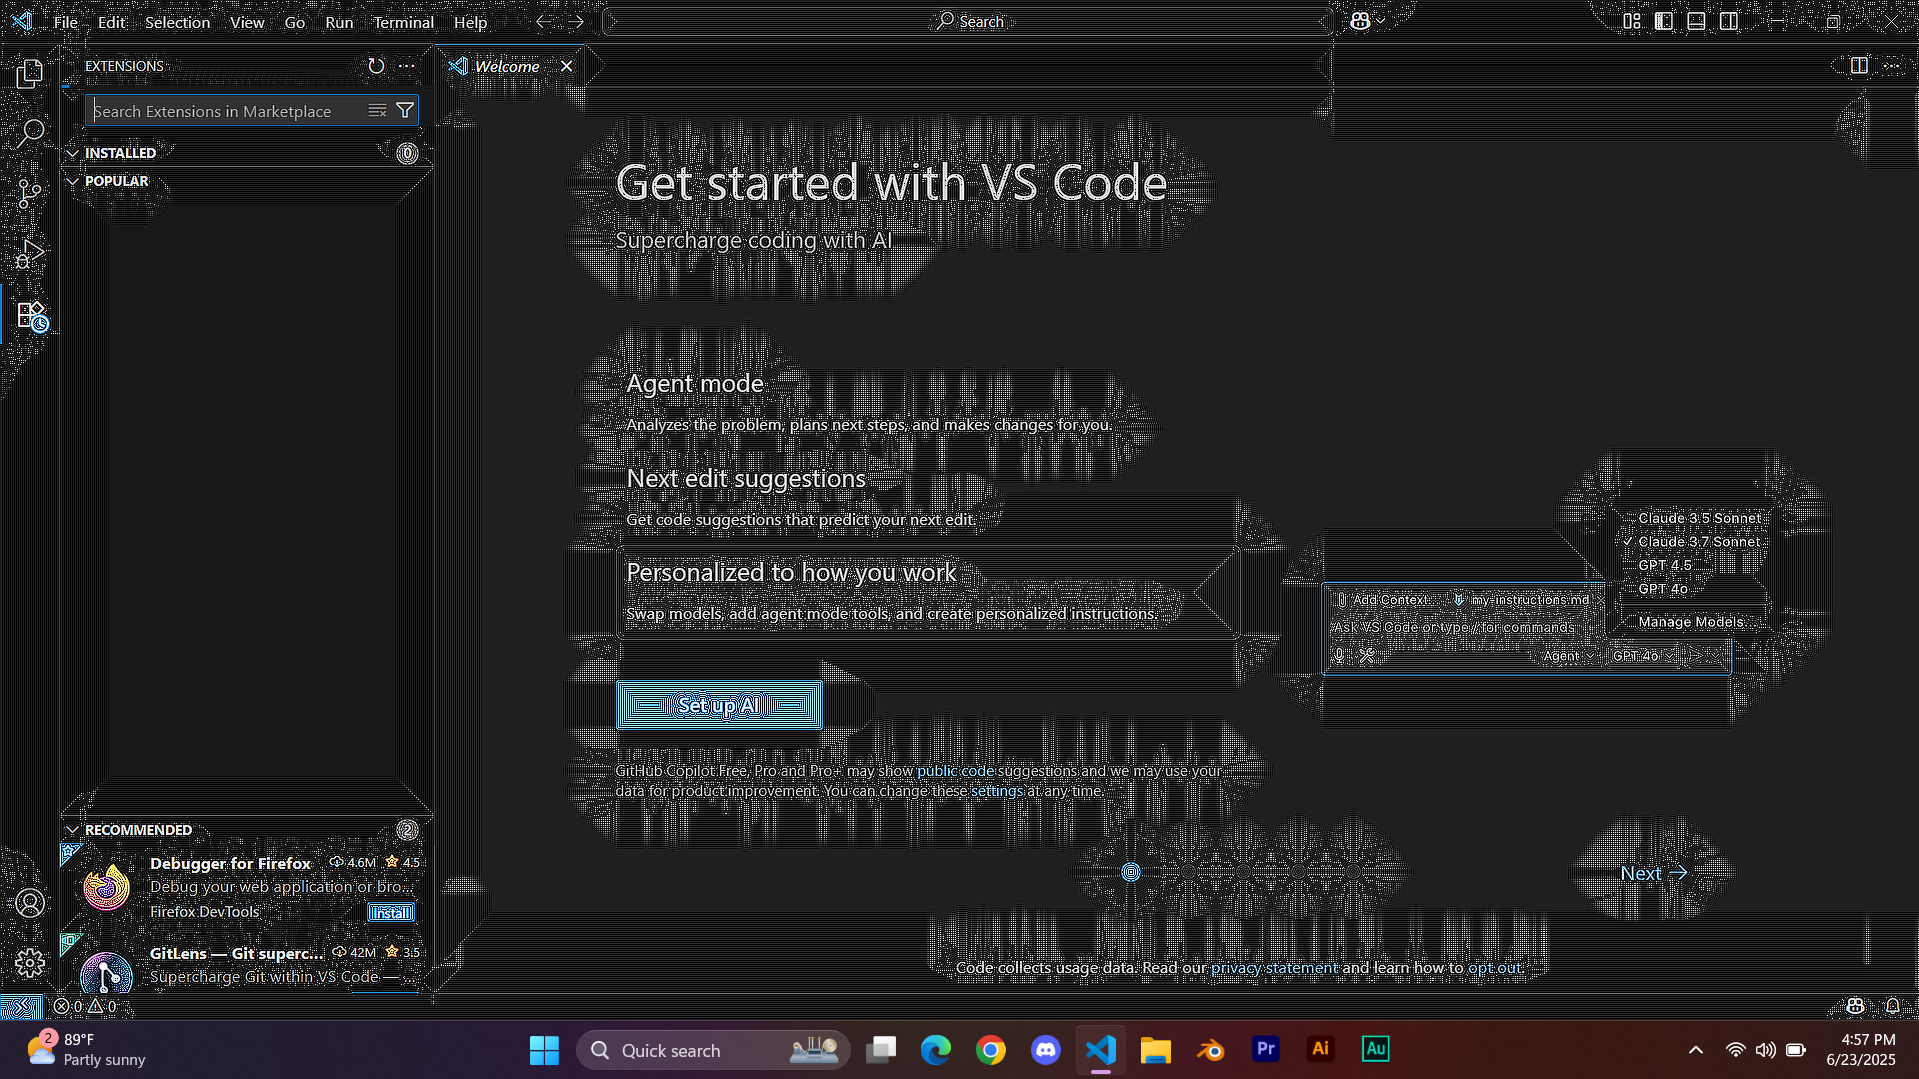 File Edit Selection View Go Run Terminal Help
Search
EXTENSIONS
Welcome
Search Extensions in Marketplace
INSTALLED
0
POPULAR
Get started with VS Code
Supercharge coding with AI
Agent mode
Analyzes the problem, plans next steps, and makes changes for you.
Next edit suggestions
Get code suggestions that predict your next edit.
Personalized to how you work
Swap models, add agent mode tools, and create personalized instructions.
Claude 3.5 Sonnet
✓ Claude 3.7 Sonnet
GPT 4.5
GPT 4o
Manage Models...
Add Context... my-instructions.md
Ask VS Code or type / for commands
Agent GPT 4o
Set up AI
GitHub Copilot Free, Pro and Pro+ may show public code suggestions and we may use your
data for product improvement. You can change these settings at any time.
RECOMMENDED
2
Debugger for Firefox 4.6M 4.5
Debug your web application or bro...
Firefox DevTools Install
GitLens — Git superc... 42M 3.5
Supercharge Git within VS Code — ...
Next →
Code collects usage data. Read our privacy statement and learn how to opt out.
0 0
2
89°F
Partly sunny
Quick search
Pr Ai Au
4:57 PM
6/23/2025